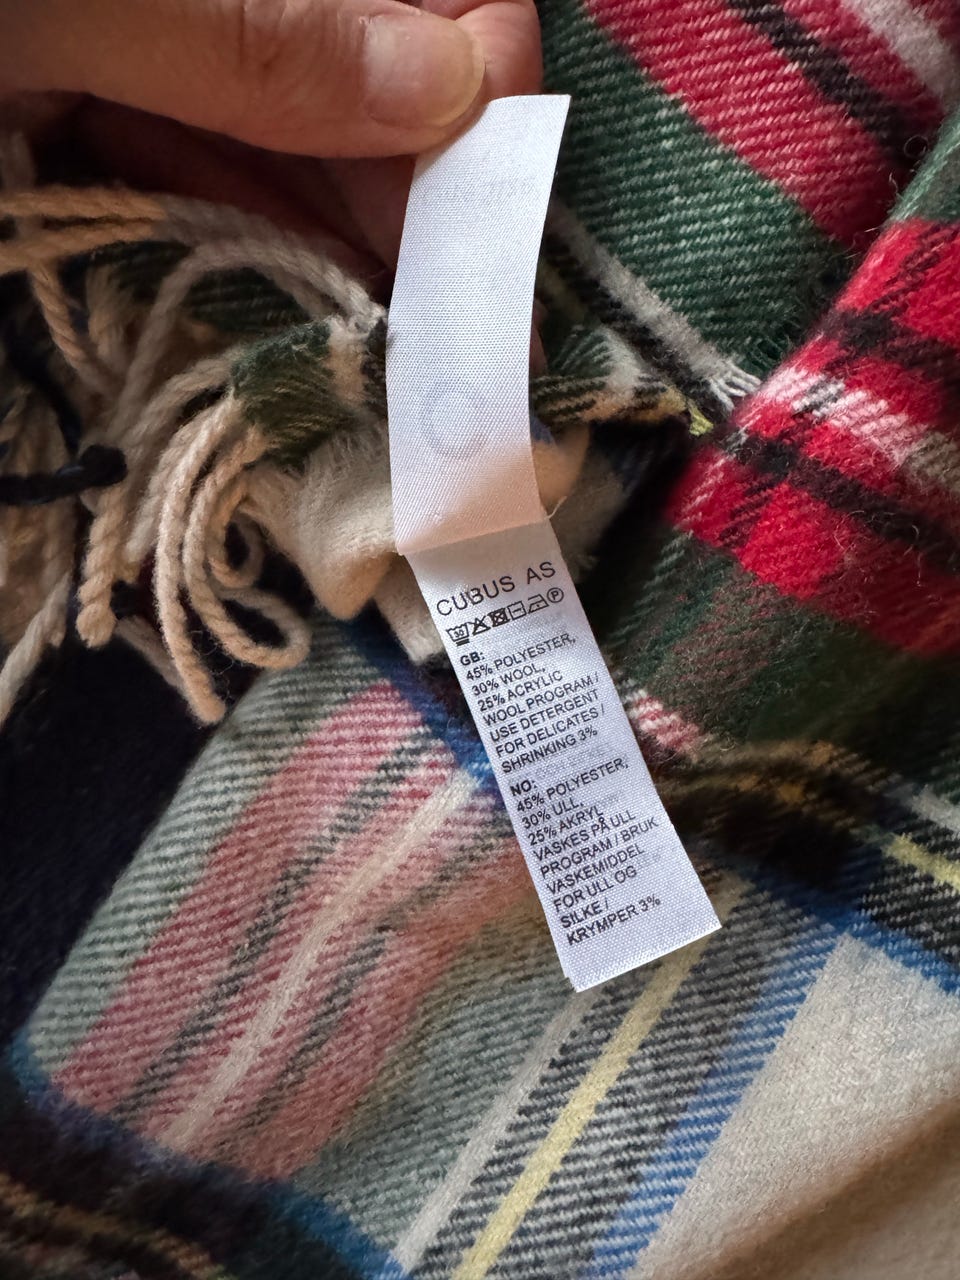 CUBUS AS
30 P
GB:
45% POLYESTER,
30% WOOL,
25% ACRYLIC
WOOL PROGRAM /
USE DETERGENT
FOR DELICATES /
SHRINKING 3%
NO:
45% POLYESTER,
30% ULL,
25% AKRYL
VASKES PÅ ULL
PROGRAM / BRUK
VASKEMIDDEL
FOR ULL OG
SILKE /
KRYMPER 3%